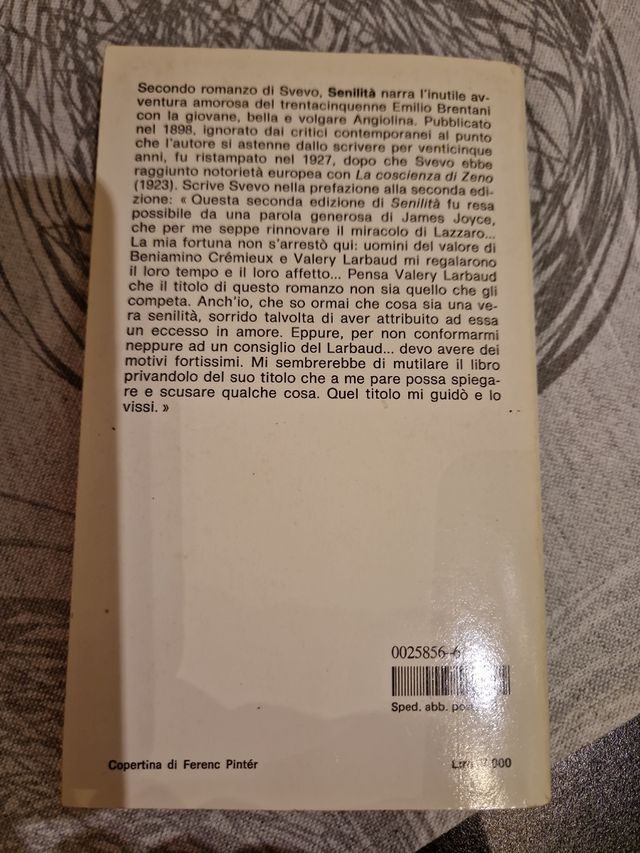 Secondo romanzo di Svevo, Senilità narra l'inutile av-
ventura amorosa del trentacinquenne Emilio Brentani
con la giovane, bella e volgare Angiolina. Pubblicato
nel 1898, ignorato dai critici contemporanei al punto
che l'autore si astenne dallo scrivere per venticinque
anni, fu ristampato nel 1927, dopo che Svevo ebbe
raggiunto notorietà europea con La coscienza di Zeno
(1923). Scrive Svevo nella prefazione alla seconda edi-
zione: « Questa seconda edizione di Senilità fu resa
possibile da una parola generosa di James Joyce,
che per me seppe rinnovare il miracolo di Lazzaro...
La mia fortuna non s'arrestò qui: uomini del valore di
Beniamino Crémieux e Valery Larbaud mi regalarono
il loro tempo e il loro affetto... Pensa Valery Larbaud
che il titolo di questo romanzo non sia quello che gli
competa. Anch'io, che so ormai che cosa sia una ve-
ra senilità, sorrido talvolta di aver attribuito ad essa
un eccesso in amore. Eppure, per non conformarmi
neppure ad un consiglio del Larbaud... devo avere dei
motivi fortissimi. Mi sembrerebbe di mutilare il libro
privandolo del suo titolo che a me pare possa spiega-
re e scusare qualche cosa. Quel titolo mi guidò e lo
vissi. »
0025856-6
Sped. abb.
Copertina di Ferenc Pintér